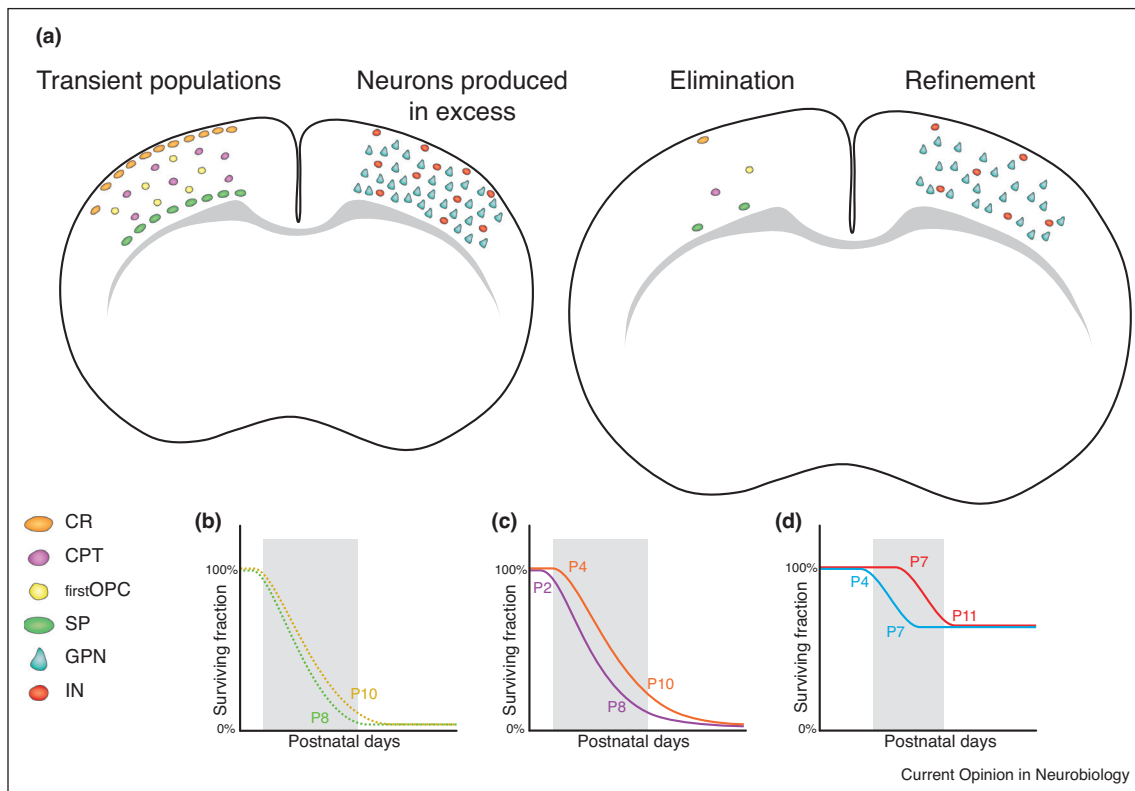 (a)
Transient populations
Neurons produced
in excess
Elimination
Refinement
CR
CPT
firstOPC
SP
GPN
IN
(b)
Surviving fraction
100%
0%
P10
P8
Postnatal days
(c)
Surviving fraction
100%
0%
P4
P2
P10
P8
Postnatal days
(d)
Surviving fraction
100%
0%
P7
P4
P11
P7
Postnatal days
Current Opinion in Neurobiology